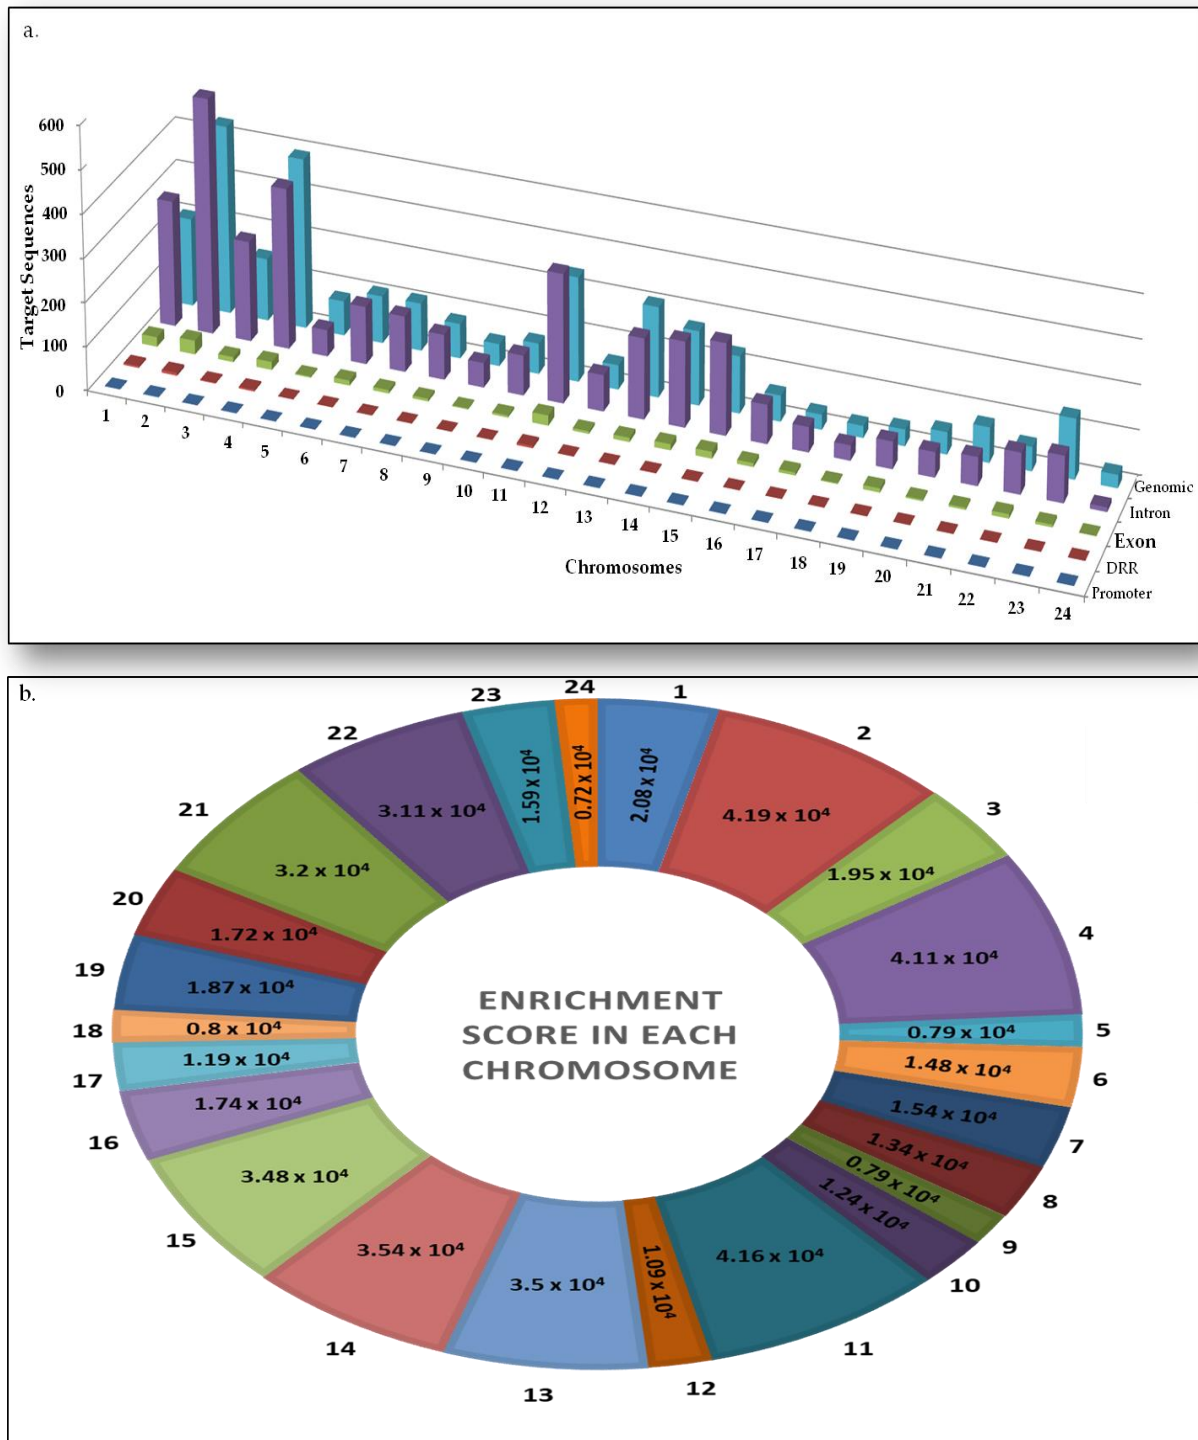 a.
600
500
400
300
200
100
0
Target Sequences
1
2
3
4
5
6
7
8
9
10
11
12
13
14
15
16
17
18
19
20
21
22
23
24
Chromosomes
Genomic
Intron
Exon
DRR
Promoter
b.
24
1
2
3
4
5
6
7
8
9
10
11
12
13
14
15
16
17
18
19
20
21
22
23
0.72 x 10⁴
2.08 x 10⁴
4.19 x 10⁴
1.95 x 10⁴
4.11 x 10⁴
0.79 x 10⁴
1.48 x 10⁴
1.54 x 10⁴
1.34 x 10⁴
0.79 x 10⁴
1.24 x 10⁴
4.16 x 10⁴
1.09 x 10⁴
3.5 x 10⁴
3.54 x 10⁴
3.48 x 10⁴
1.74 x 10⁴
1.19 x 10⁴
0.8 x 10⁴
1.87 x 10⁴
1.72 x 10⁴
3.2 x 10⁴
3.11 x 10⁴
1.59 x 10⁴
ENRICHMENT
SCORE IN EACH
CHROMOSOME